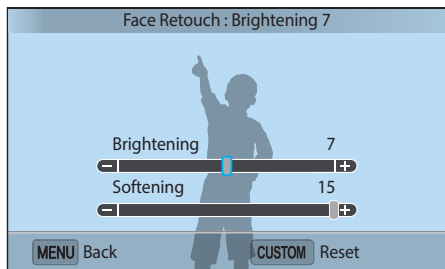 Face Retouch : Brightening 7
Brightening 7
Softening 15
MENU Back CUSTOM Reset